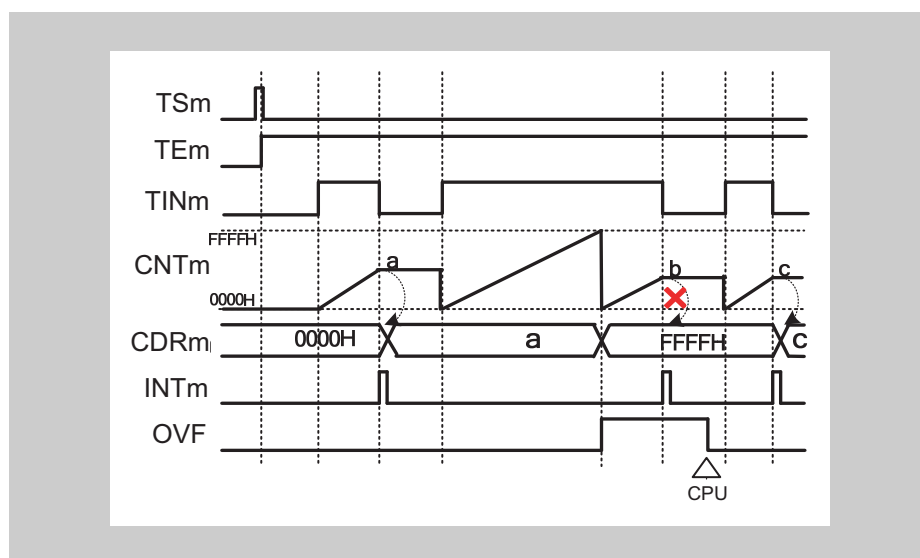 TSm
TEm
TINm
FFFFH
CNTm
a
b
c
0000H
CDRm
0000H
a
FFFFH
c
INTm
OVF
CPU